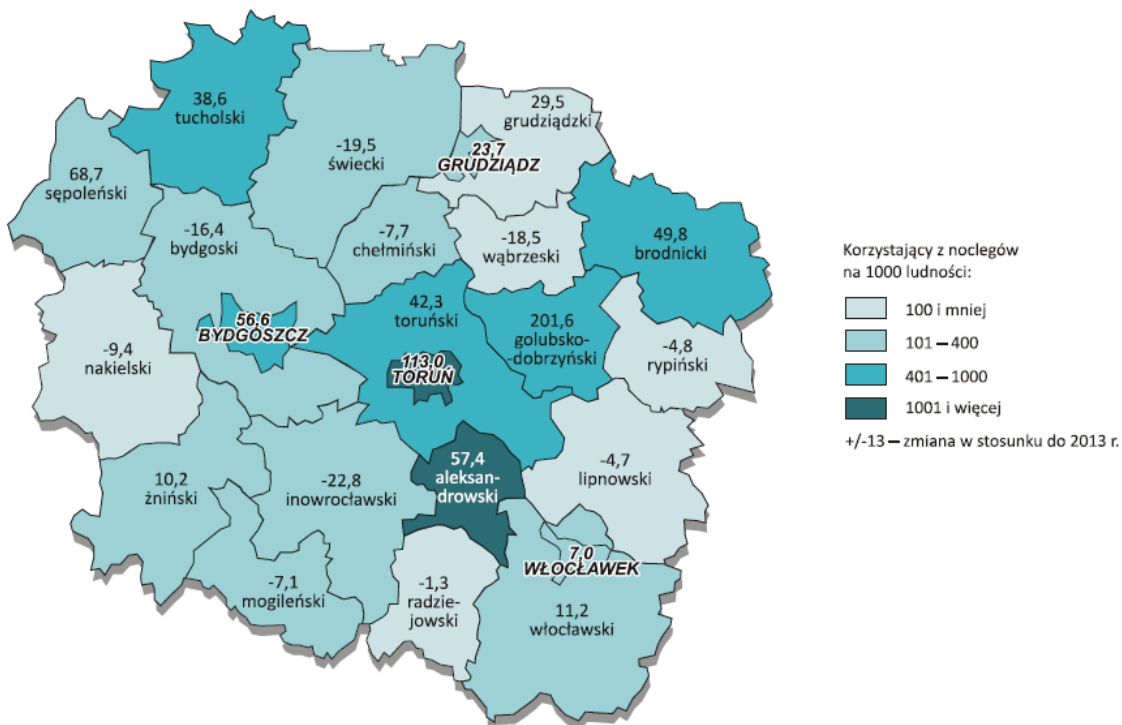 38,6
tucholski
29,5
grudziądzki
-19,5
świecki
23,7
GRUDZIĄDZ
68,7
sępoleński
-16,4
bydgoski
-7,7
chełmiński
-18,5
wąbrzeski
49,8
brodnicki
42,3
toruński
201,6
golubsko-
-dobrzyński
56,6
BYDGOSZCZ
-9,4
nakielski
113,0
TORUŃ
-4,8
rypiński
10,2
żniński
-22,8
inowrocławski
57,4
aleksan-
drowski
-4,7
lipnowski
7,0
WŁOCŁAWEK
-7,1
mogileński
-1,3
radzie-
jowski
11,2
włocławski
Korzystający z noclegów
na 1000 ludności:
100 i mniej
101 – 400
401 – 1000
1001 i więcej
+/-13 – zmiana w stosunku do 2013 r.